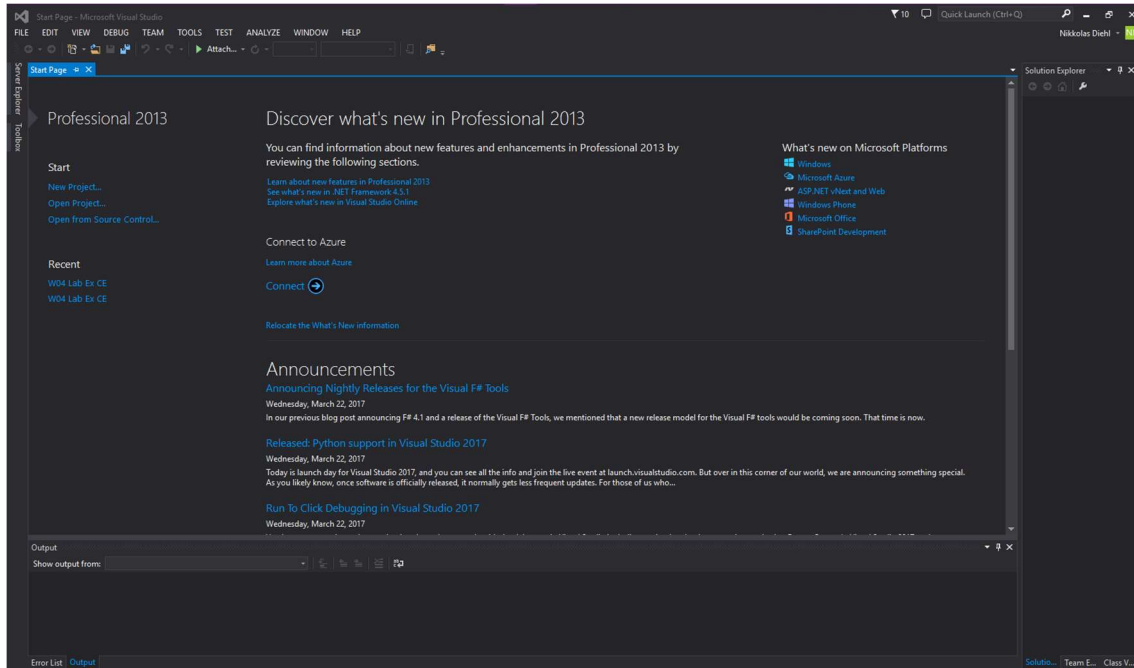 Start Page - Microsoft Visual Studio
10
Quick Launch (Ctrl+Q)
FILE EDIT VIEW DEBUG TEAM TOOLS TEST ANALYZE WINDOW HELP
Nikkolas Diehl
Attach...
Server Explorer
Toolbox
Start Page
Solution Explorer
Professional 2013
Start
New Project...
Open Project...
Open from Source Control...
Recent
W04 Lab Ex CE
W04 Lab Ex CE
Discover what's new in Professional 2013
You can find information about new features and enhancements in Professional 2013 by
reviewing the following sections.
Learn about new features in Professional 2013
See what's new in .NET Framework 4.5.1
Explore what's new in Visual Studio Online
What's new on Microsoft Platforms
Windows
Microsoft Azure
ASP.NET vNext and Web
Windows Phone
Microsoft Office
SharePoint Development
Connect to Azure
Learn more about Azure
Connect
Relocate the What's New information
Announcements
Announcing Nightly Releases for the Visual F# Tools
Wednesday, March 22, 2017
In our previous blog post announcing F# 4.1 and a release of the Visual F# Tools, we mentioned that a new release model for the Visual F# tools would be coming soon. That time is now.
Released: Python support in Visual Studio 2017
Wednesday, March 22, 2017
Today is launch day for Visual Studio 2017, and you can see all the info and join the live event at launch.visualstudio.com. But over in this corner of our world, we are announcing something special.
As you likely know, once software is officially released, it normally gets less frequent updates. For those of us who...
Run To Click Debugging in Visual Studio 2017
Wednesday, March 22, 2017
Output
Show output from:
Error List Output
Solutio... Team E... Class V...